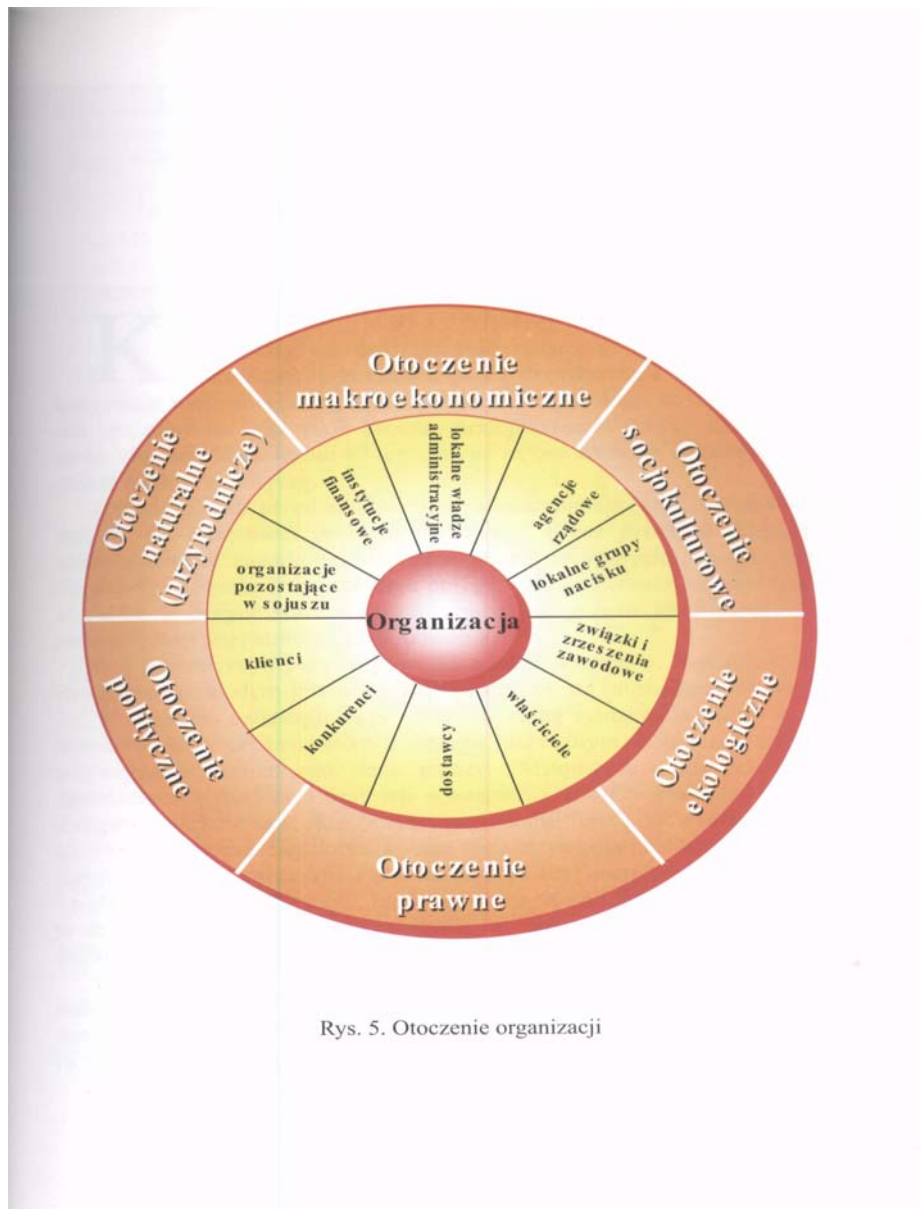 Otoczenie
makroekonomiczne
Otoczenie
socjokulturowe
Otoczenie
ekologiczne
Otoczenie
prawne
Otoczenie
polityczne
Otoczenie
naturalne
(przyrodnicze)
lokalne władze
administracyjne
agencje
rządowe
lokalne grupy
nacisku
związki i
zrzeszenia
zawodowe
właściciele
dostawcy
konkurenci
klienci
organizacje
pozostające
w sojuszu
instytucje
finansowe
Organizacja
K
Rys. 5. Otoczenie organizacji